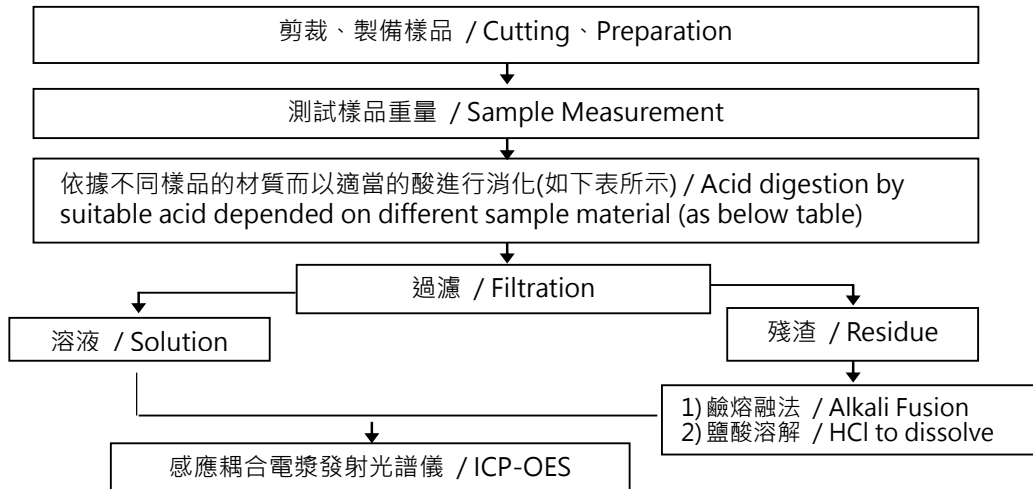 剪裁、製備樣品 / Cutting、Preparation
測試樣品重量 / Sample Measurement
依據不同樣品的材質而以適當的酸進行消化(如下表所示) / Acid digestion by
suitable acid depended on different sample material (as below table)
過濾 / Filtration
溶液 / Solution
殘渣 / Residue
1) 鹼熔融法 / Alkali Fusion
2) 鹽酸溶解 / HCl to dissolve
感應耦合電漿發射光譜儀 / ICP-OES